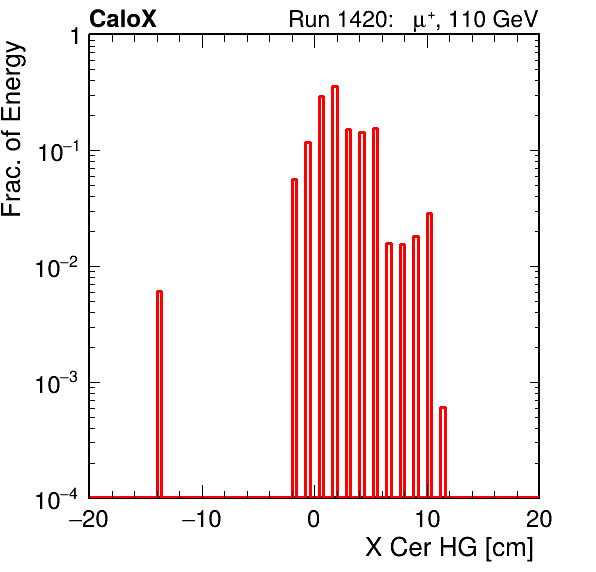 CaloX Run 1420: μ⁺, 110 GeV
Frac. of Energy
1
10⁻¹
10⁻²
10⁻³
10⁻⁴
−20 −10 0 10 20
X Cer HG [cm]